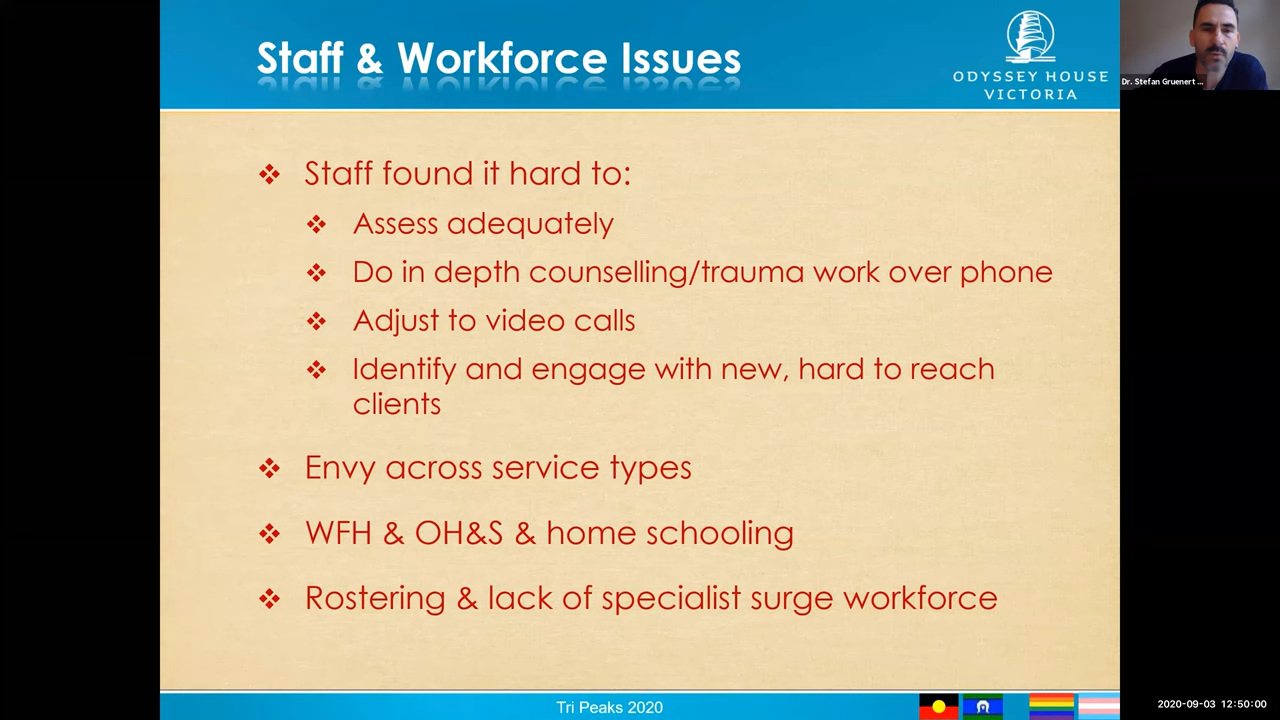 Staff & Workforce Issues
ODYSSEY HOUSE
VICTORIA
Dr. Stefan Gruenert ...
❖ Staff found it hard to:
❖ Assess adequately
❖ Do in depth counselling/trauma work over phone
❖ Adjust to video calls
❖ Identify and engage with new, hard to reach
clients
❖ Envy across service types
❖ WFH & OH&S & home schooling
❖ Rostering & lack of specialist surge workforce
Tri Peaks 2020
2020-09-03 12:50:00